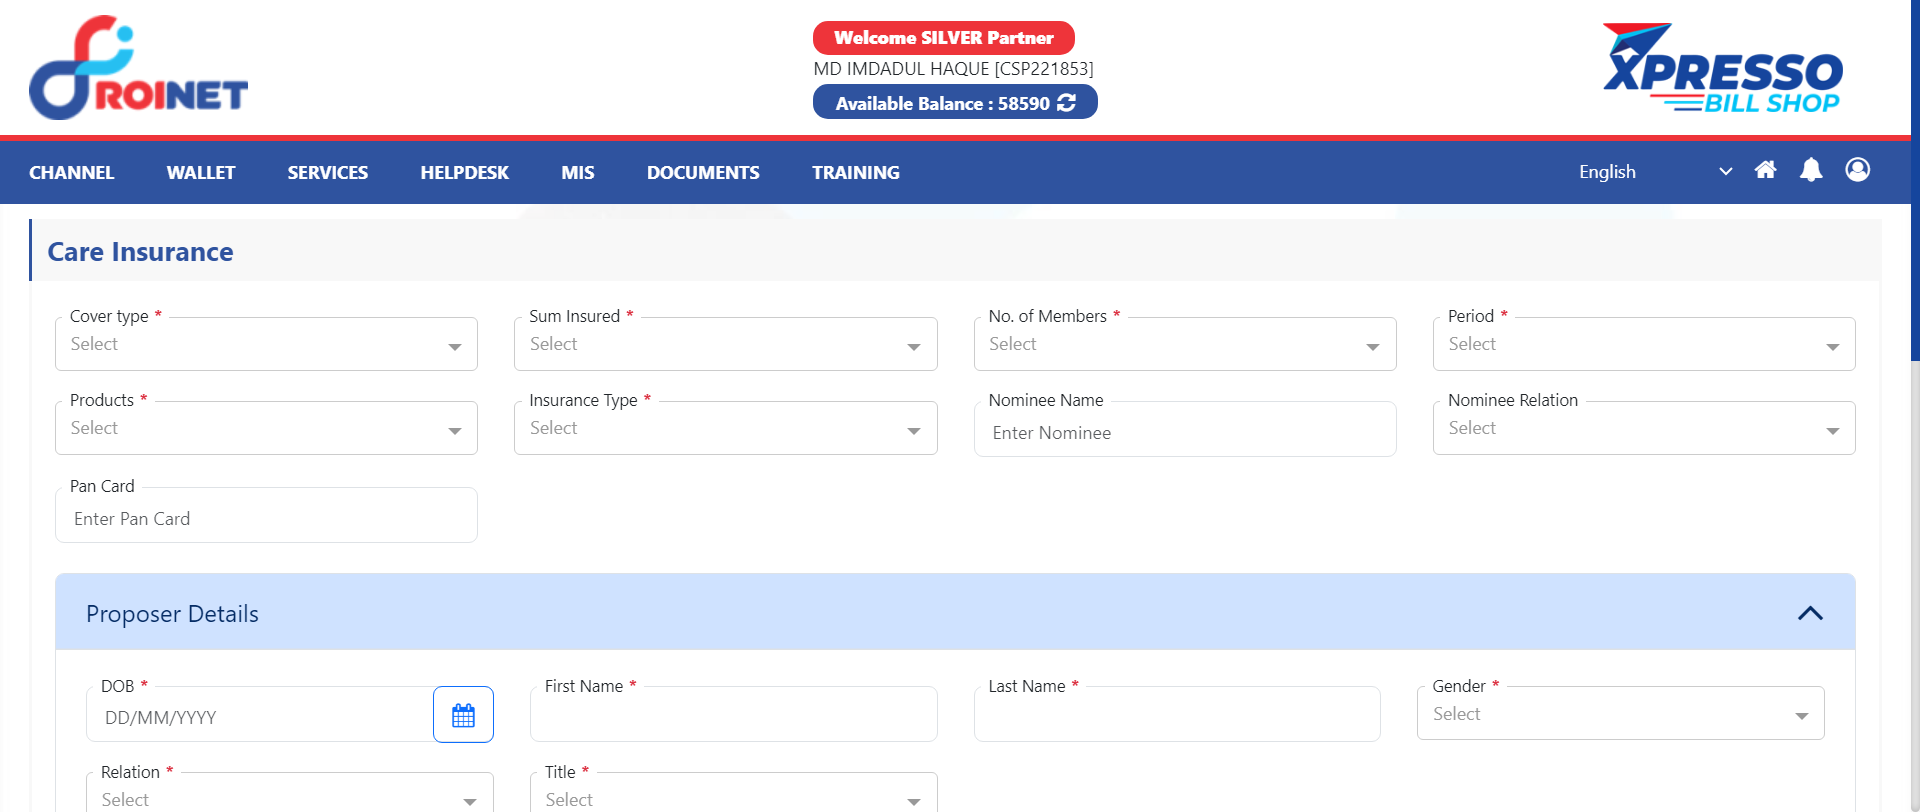 ROINET
Welcome SILVER Partner
MD IMDADUL HAQUE [CSP221853]
Available Balance : 58590
XPRESSO
BILL SHOP
CHANNEL WALLET SERVICES HELPDESK MIS DOCUMENTS TRAINING English
Care Insurance
Cover type * Sum Insured * No. of Members * Period *
Select Select Select Select
Products * Insurance Type * Nominee Name Nominee Relation
Select Select Enter Nominee Select
Pan Card
Enter Pan Card
Proposer Details
DOB * First Name * Last Name * Gender *
DD/MM/YYYY Select
Relation * Title *
Select Select